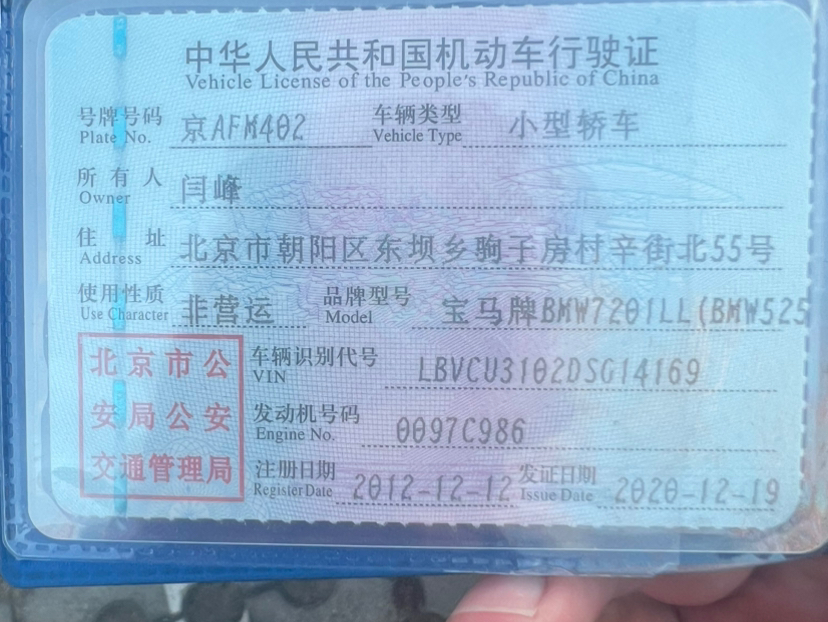 中华人民共和国机动车行驶证
Vehicle License of the People's Republic of China
号牌号码 京AFM402 车辆类型 小型轿车
Plate No. Vehicle Type
所有人 闫峰
Owner
住址 北京市朝阳区东坝乡驹子房村辛街北55号
Address
使用性质 非营运 品牌型号 宝马牌BMW7201LL(BMW525
Use Character Model
北京市公
安局公安
交通管理局
车辆识别代号 LBVCU3102DSG14169
VIN
发动机号码 0097C986
Engine No.
注册日期 2012-12-12 发证日期 2020-12-19
Register Date Issue Date